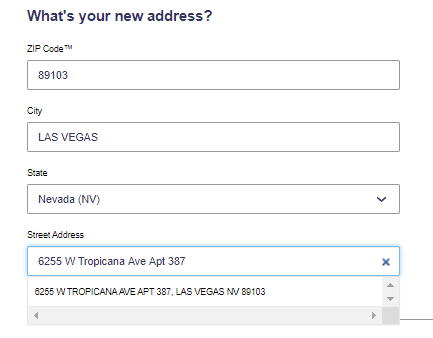 What's your new address?
ZIP Code™
89103
City
LAS VEGAS
State
Nevada (NV)
Street Address
6255 W Tropicana Ave Apt 387
6255 W TROPICANA AVE APT 387, LAS VEGAS NV 89103